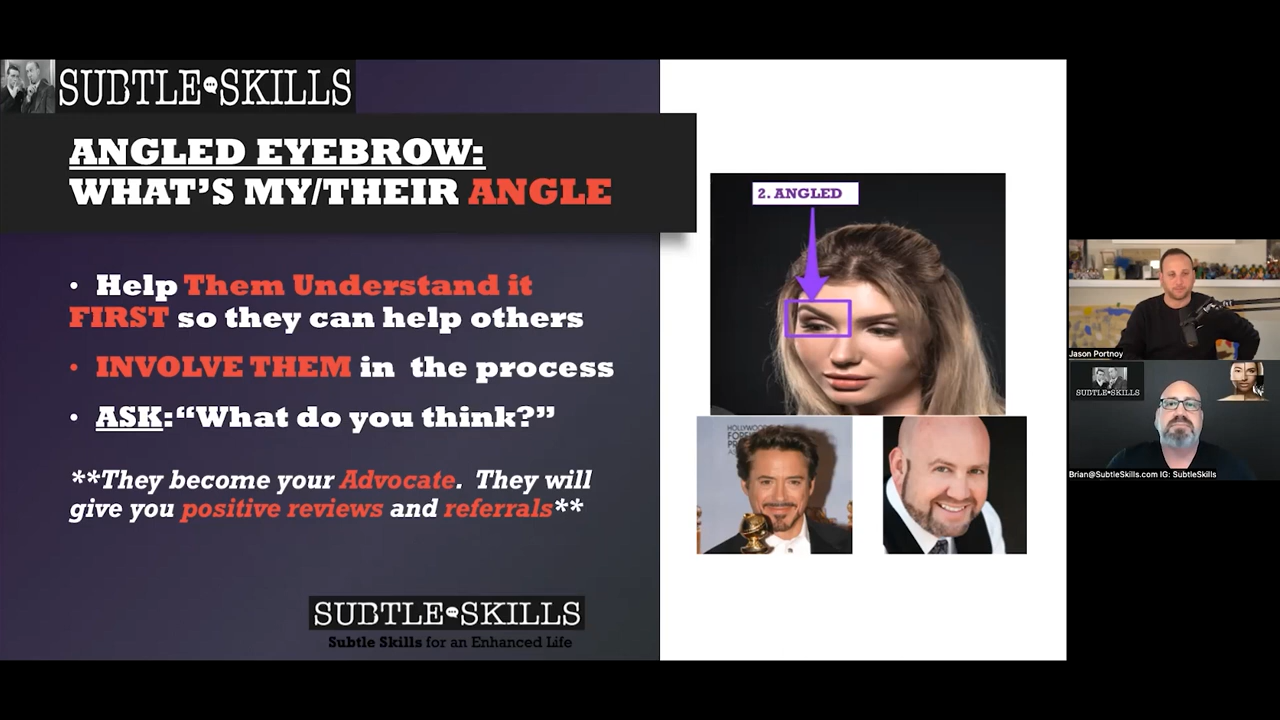 SUBTLE SKILLS
ANGLED EYEBROW:
WHAT'S MY/THEIR ANGLE
• Help Them Understand it
FIRST so they can help others
• INVOLVE THEM in the process
• ASK:“What do you think?”
**They become your Advocate. They will
give you positive reviews and referrals**
SUBTLE SKILLS
Subtle Skills for an Enhanced Life
2. ANGLED
HOLLYWOOD
FOREI
PRE
Jason Portnoy
SUBTLE SKILLS
Brian@SubtleSkills.com IG: SubtleSkills